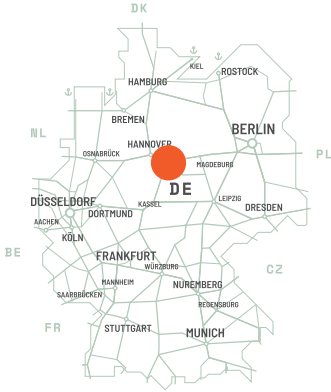 DK
KIEL
ROSTOCK
HAMBURG
BREMEN
BERLIN
NL
HANNOVER
PL
OSNABRÜCK
MAGDEBURG
DE
DÜSSELDORF
KASSEL
LEIPZIG
DORTMUND
DRESDEN
AACHEN
KÖLN
BE
FRANKFURT
WÜRZBURG
CZ
MANNHEIM
NUREMBERG
SAARBRÜCKEN
REGENSBURG
FR
STUTTGART
MUNICH